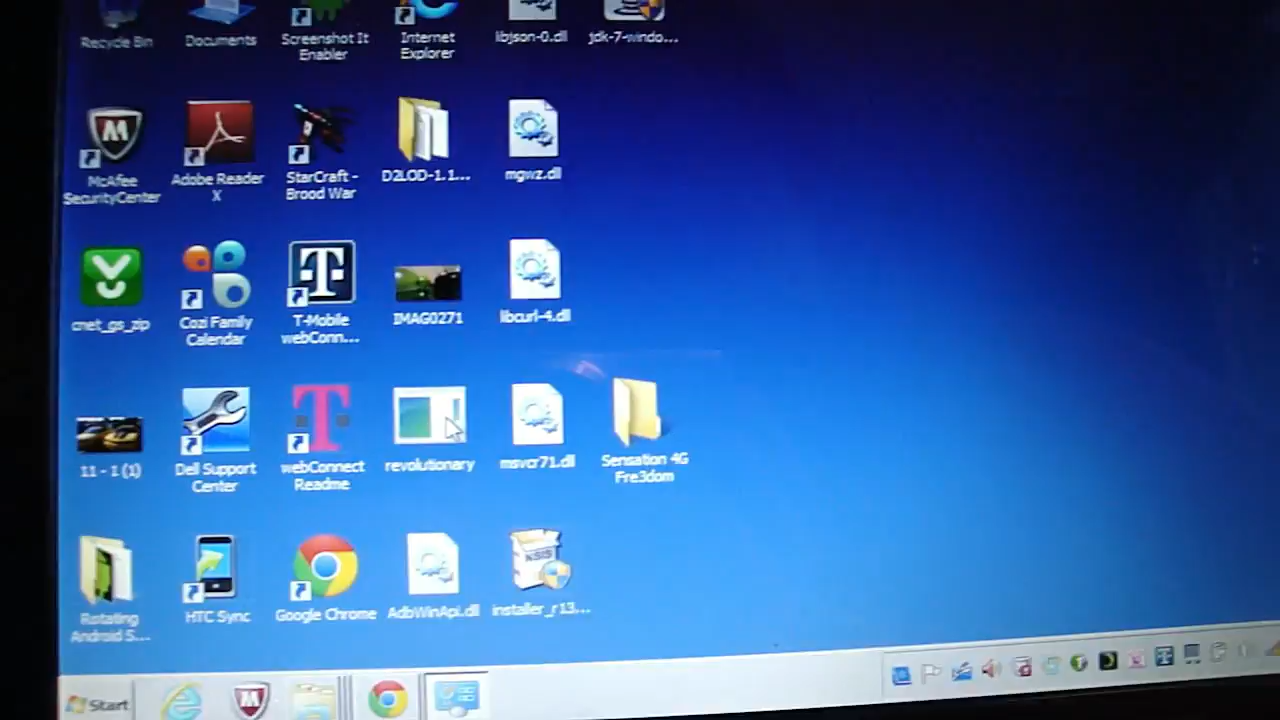 Recycle Bin
Documents
Screenshot It
Enabler
Internet
Explorer
libjson-0.dll
jdk-7-windo...
McAfee
SecurityCenter
Adobe Reader
X
StarCraft -
Brood War
D2LOD-1.1...
mgwz.dll
cnet_gs_zip
Cozi Family
Calendar
T-Mobile
webConn...
IMAG0271
libcurl-4.dll
11 - 1 (1)
Dell Support
Center
webConnect
Readme
revolutionary
msvcr71.dll
Sensation 4G
Fre3dom
Rotating
Android S...
HTC Sync
Google Chrome
AdbWinApi.dll
NSIS
installer_r13...
Start